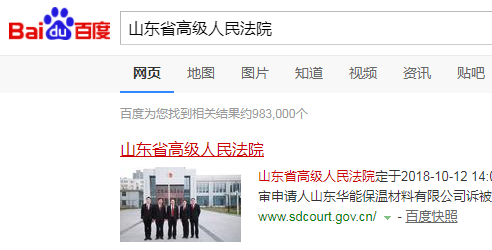 Bai du 百度
山东省高级人民法院
网页 地图 图片 知道 视频 资讯 贴吧
百度为您找到相关结果约983,000个
山东省高级人民法院
山东省高级人民法院定于2018-10-12 14:0
审申请人山东华能保温材料有限公司诉被
www.sdcourt.gov.cn/ - 百度快照